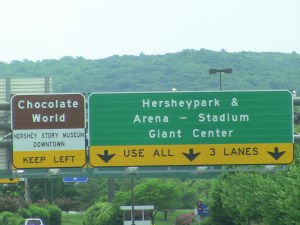 Chocolate
World
HERSHEY STORY MUSEUM
DOWNTOWN
KEEP LEFT
Hersheypark &
Arena – Stadium
Giant Center
USE ALL 3 LANES